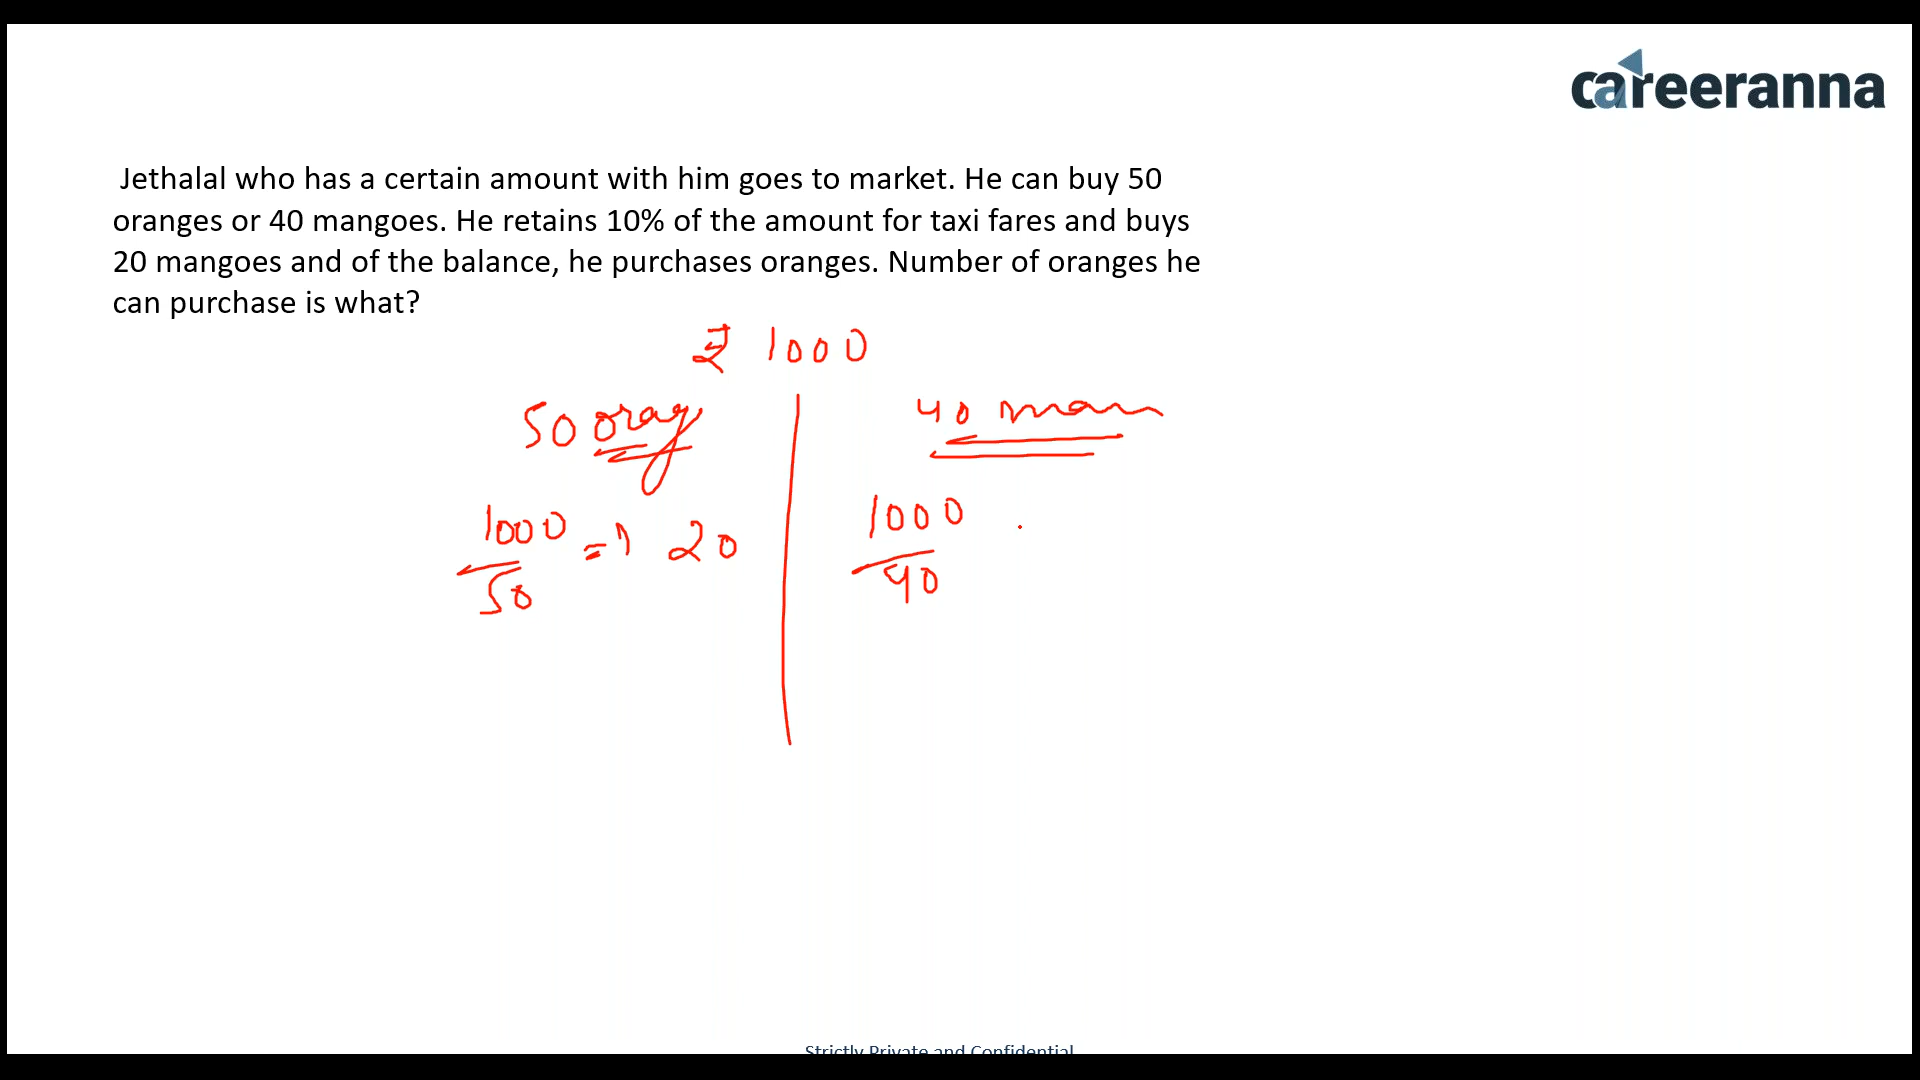 careeranna
Jethalal who has a certain amount with him goes to market. He can buy 50
oranges or 40 mangoes. He retains 10% of the amount for taxi fares and buys
20 mangoes and of the balance, he purchases oranges. Number of oranges he
can purchase is what?
₹ 1000
50 orag
40 man
1000
50
=> 20
1000
40
Strictly Private and Confidential